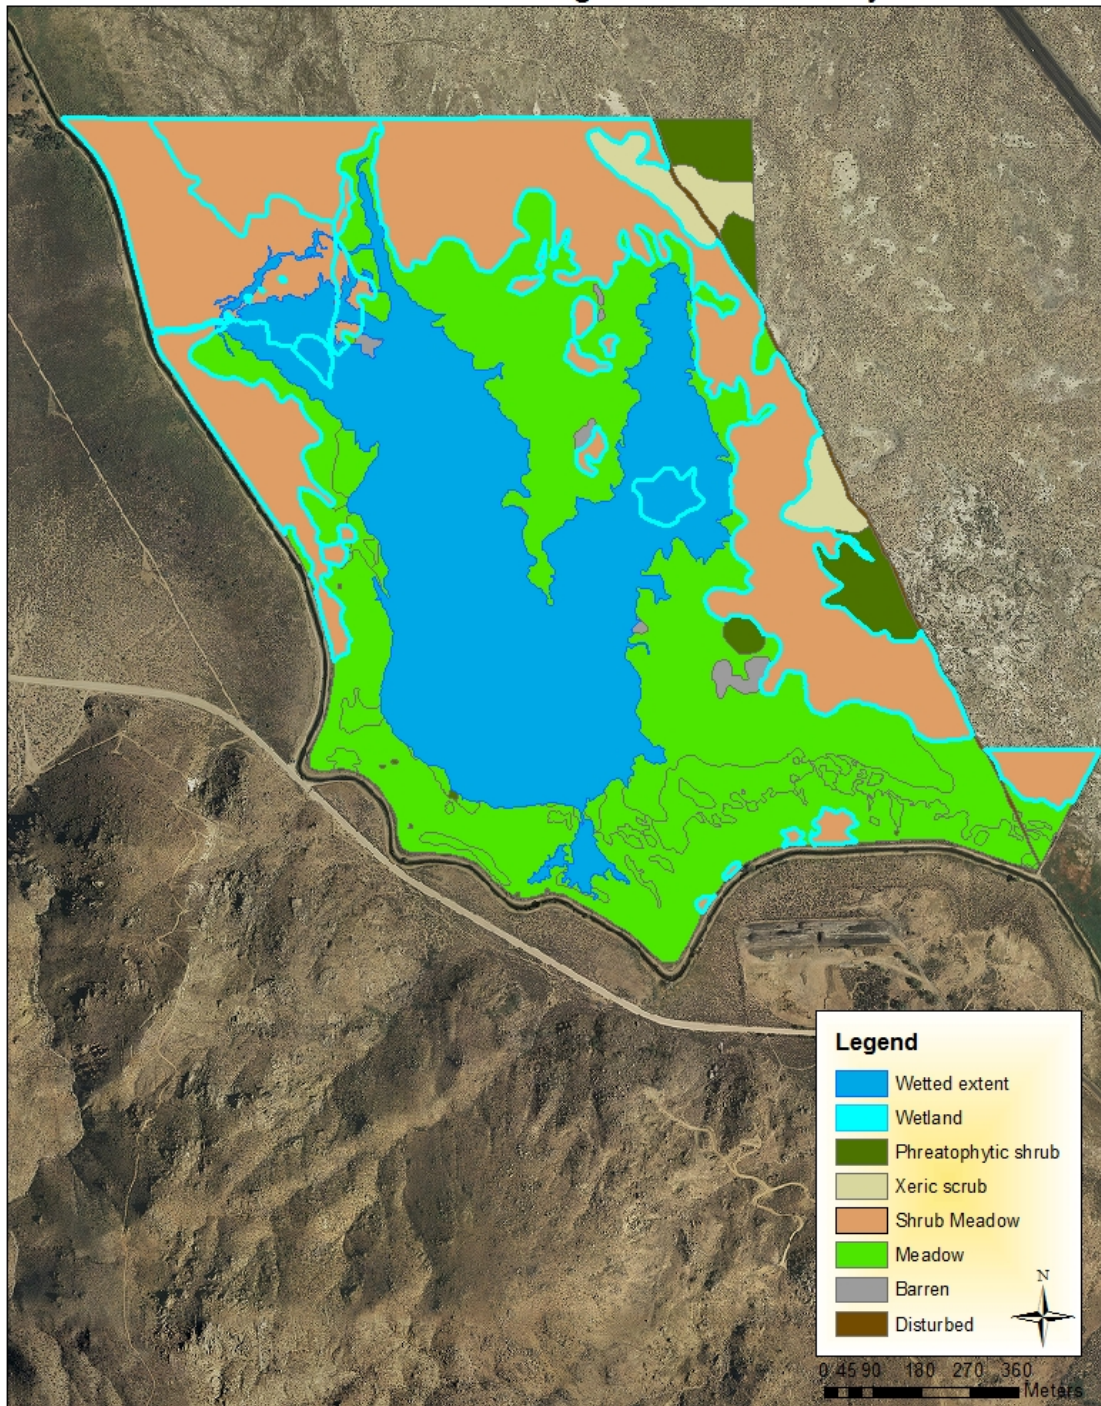 Legend
Wetted extent
Wetland
Phreatophytic shrub
Xeric scrub
Shrub Meadow
Meadow
Barren
Disturbed
N
0 45 90 180 270 360
Meters